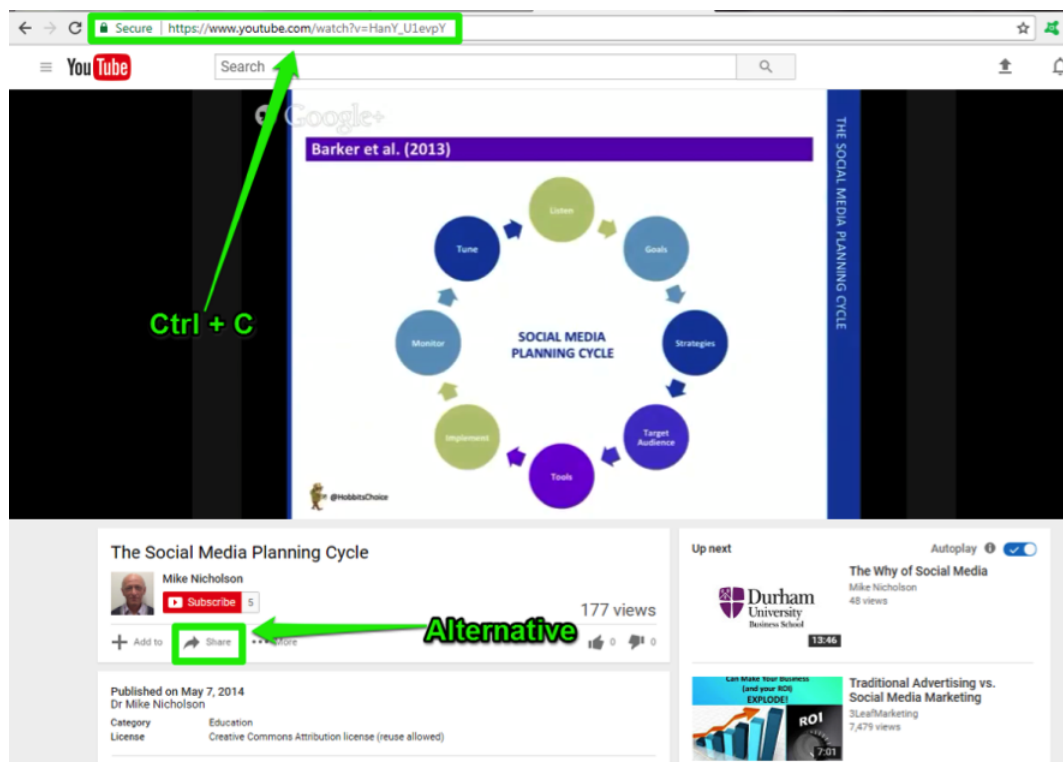 Secure | https://www.youtube.com/watch?v=HanY_U1evpY
YouTube
Search
Google+
Barker et al. (2013)
THE SOCIAL MEDIA PLANNING CYCLE
Listen
Tune
Goals
Ctrl + C
Monitor
SOCIAL MEDIA
PLANNING CYCLE
Strategies
Implement
Target
Audience
Tools
@HobbitsChoice
The Social Media Planning Cycle
Mike Nicholson
Subscribe 5
177 views
Alternative
Add to Share More 0 0
Published on May 7, 2014
Dr Mike Nicholson
Category Education
License Creative Commons Attribution license (reuse allowed)
Up next Autoplay
The Why of Social Media
Mike Nicholson
48 views
Durham
University
Business School
13:46
Can Make Your Business
(and your ROI)
EXPLODE!
ROI
7:01
Traditional Advertising vs.
Social Media Marketing
3LeafMarketing
7,479 views